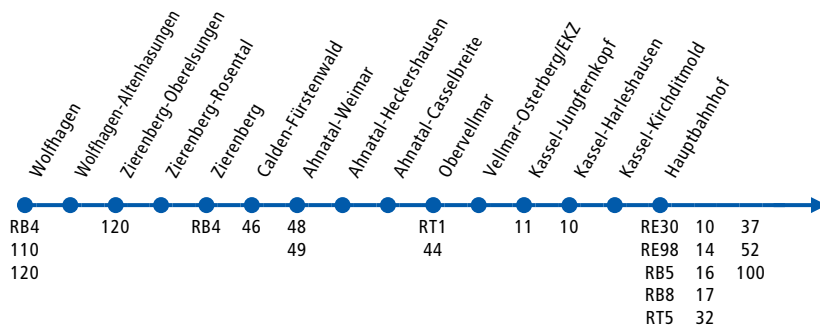 Wolfhagen
Wolfhagen-Altenhasungen
Zierenberg-Oberelsungen
Zierenberg-Rosental
Zierenberg
Calden-Fürstenwald
Ahnatal-Weimar
Ahnatal-Heckershausen
Ahnatal-Casselbreite
Obervellmar
Vellmar-Osterberg/EKZ
Kassel-Jungfernkopf
Kassel-Harleshausen
Kassel-Kirchditmold
Hauptbahnhof
RB4 120 RB4 46 48 RT1 11 10 RE30 10 37
110 49 44 RE98 14 52
120 RB5 16 100
RB8 17
RT5 32